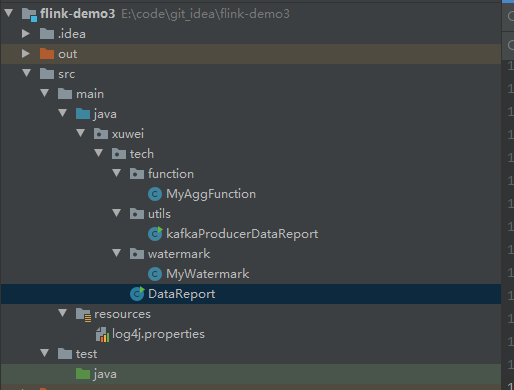 flink-demo3 E:\code\git_idea\flink-demo3
.idea
out
src
main
java
xuwei
tech
function
MyAggFunction
utils
kafkaProducerDataReport
watermark
MyWatermark
DataReport
resources
log4j.properties
test
java